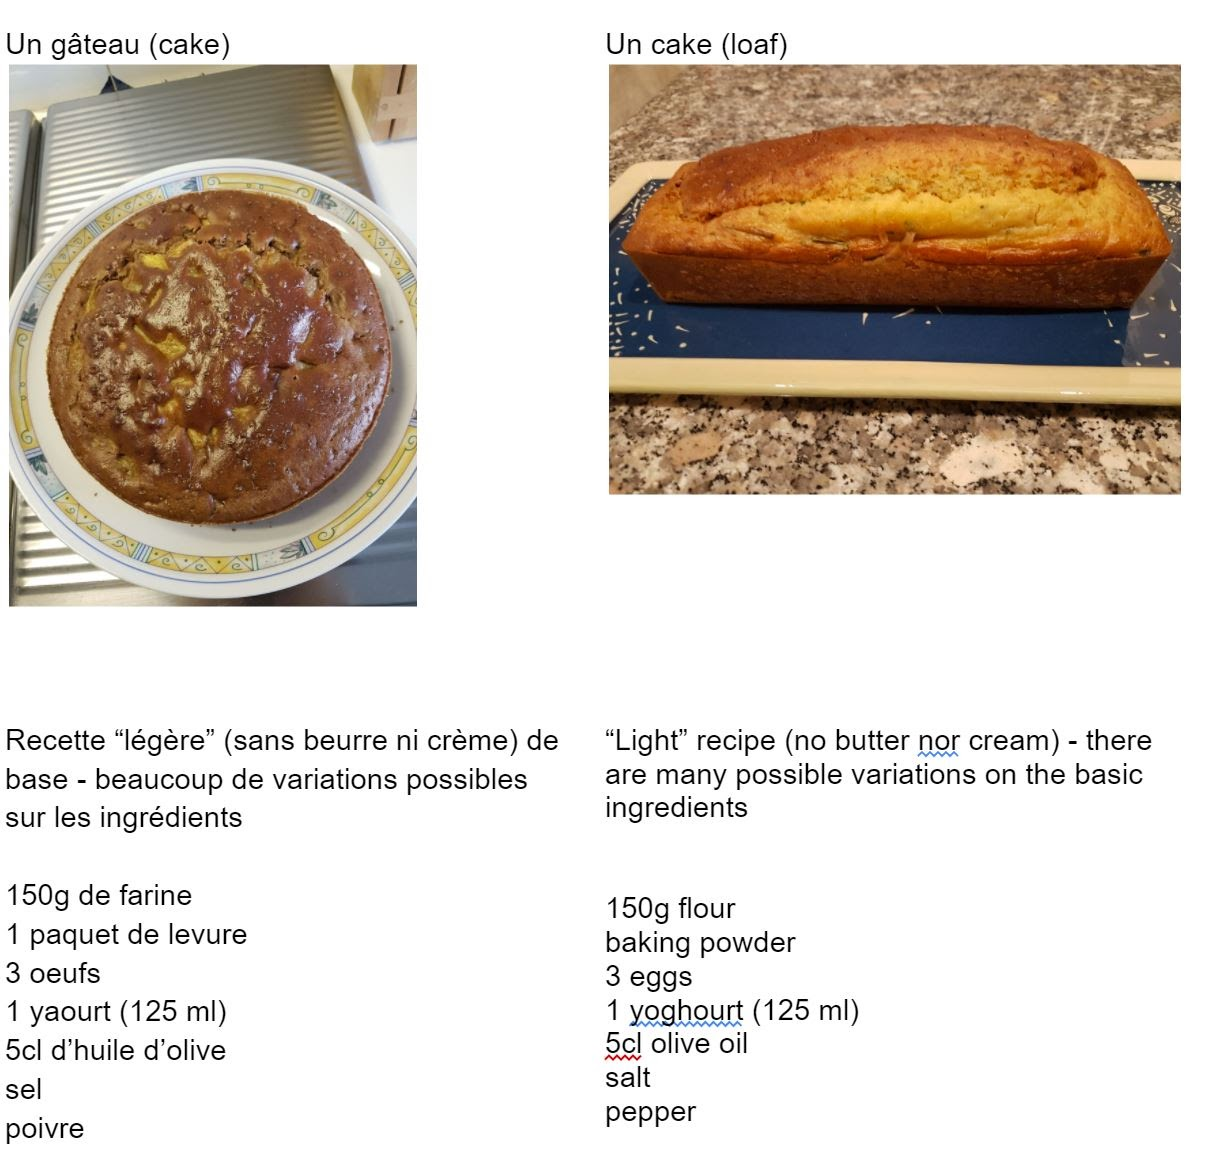 Un gâteau (cake)
Un cake (loaf)
Recette “légère” (sans beurre ni crème) de
base - beaucoup de variations possibles
sur les ingrédients
150g de farine
1 paquet de levure
3 oeufs
1 yaourt (125 ml)
5cl d’huile d’olive
sel
poivre
“Light” recipe (no butter nor cream) - there
are many possible variations on the basic
ingredients
150g flour
baking powder
3 eggs
1 yoghourt (125 ml)
5cl olive oil
salt
pepper